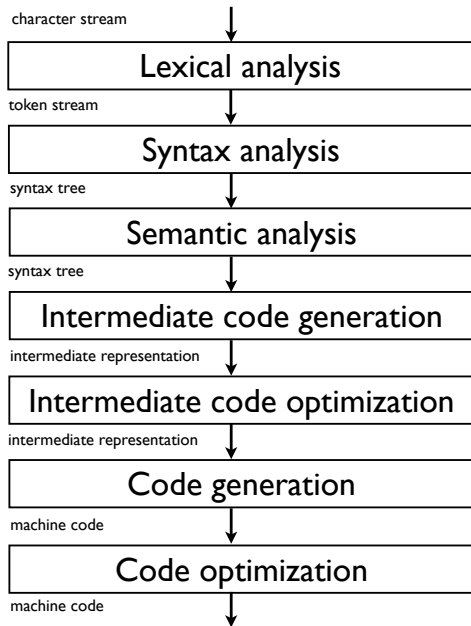 character stream
Lexical analysis
token stream
Syntax analysis
syntax tree
Semantic analysis
syntax tree
Intermediate code generation
intermediate representation
Intermediate code optimization
intermediate representation
Code generation
machine code
Code optimization
machine code